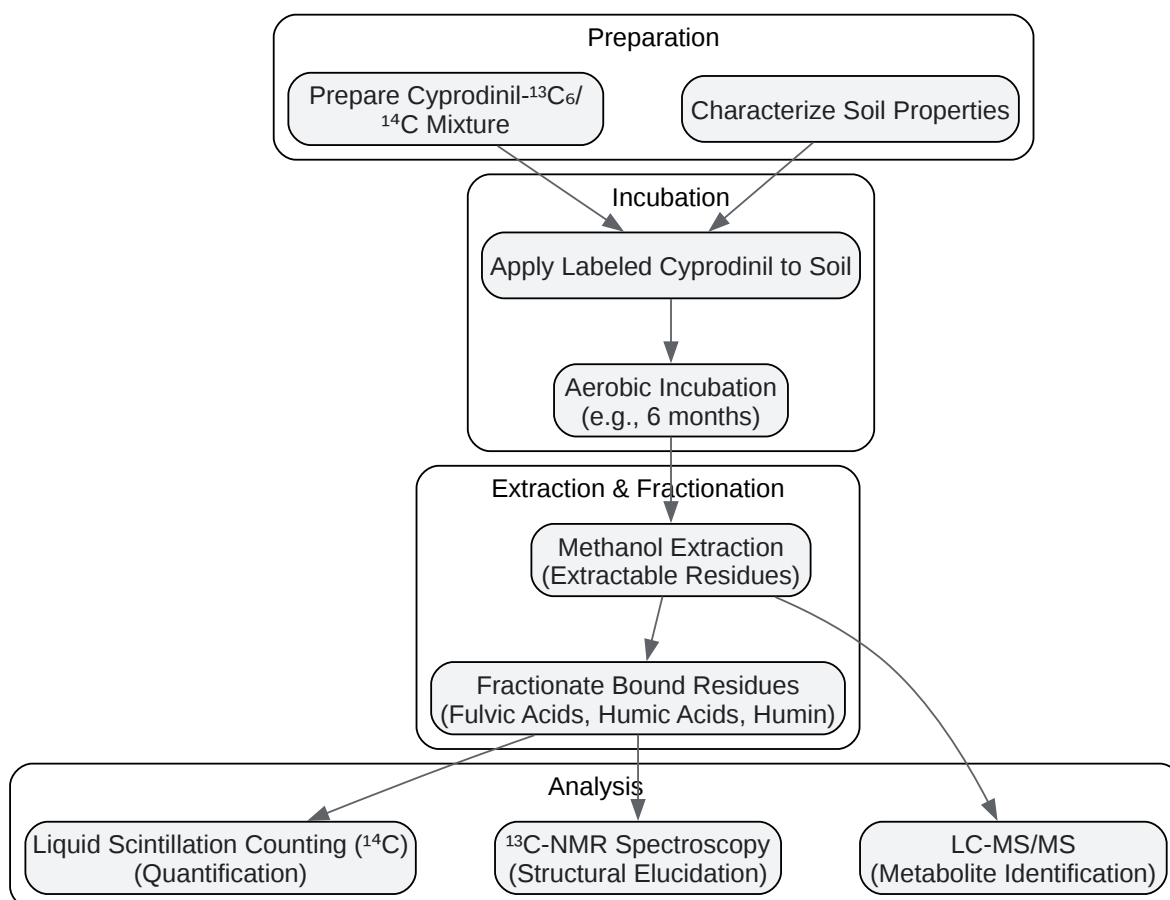 Preparation
Prepare Cyprodinil-¹³C₆/
¹⁴C Mixture
Characterize Soil Properties
Incubation
Apply Labeled Cyprodinil to Soil
Aerobic Incubation
(e.g., 6 months)
Extraction & Fractionation
Methanol Extraction
(Extractable Residues)
Fractionate Bound Residues
(Fulvic Acids, Humic Acids, Humin)
Analysis
Liquid Scintillation Counting (¹⁴C)
(Quantification)
¹³C-NMR Spectroscopy
(Structural Elucidation)
LC-MS/MS
(Metabolite Identification)